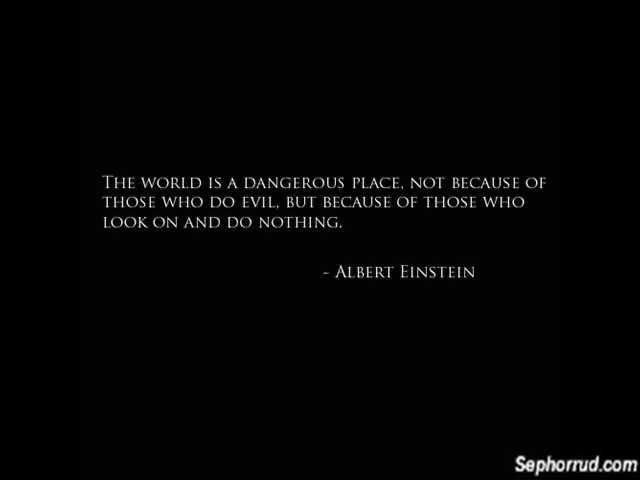 The world is a dangerous place, not because of
those who do evil, but because of those who
look on and do nothing.
- Albert Einstein
Sephorrud.com